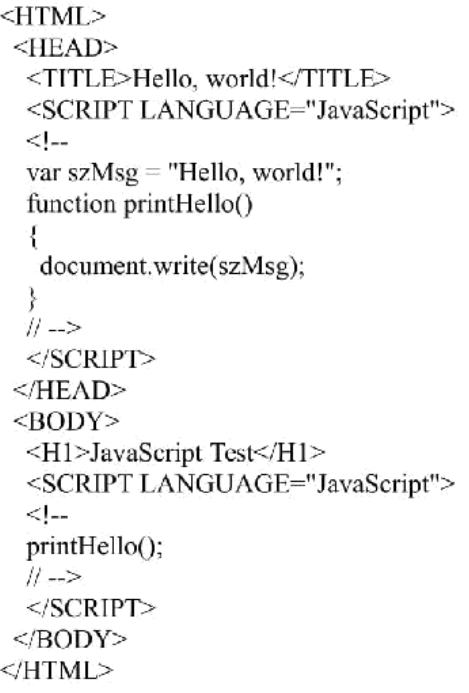 <HTML>
<HEAD>
<TITLE>Hello, world!</TITLE>
<SCRIPT LANGUAGE="JavaScript">
<!--
var szMsg = "Hello, world!";
function printHello()
{
document.write(szMsg);
}
// -->
</SCRIPT>
</HEAD>
<BODY>
<H1>JavaScript Test</H1>
<SCRIPT LANGUAGE="JavaScript">
<!--
printHello();
// -->
</SCRIPT>
</BODY>
</HTML>